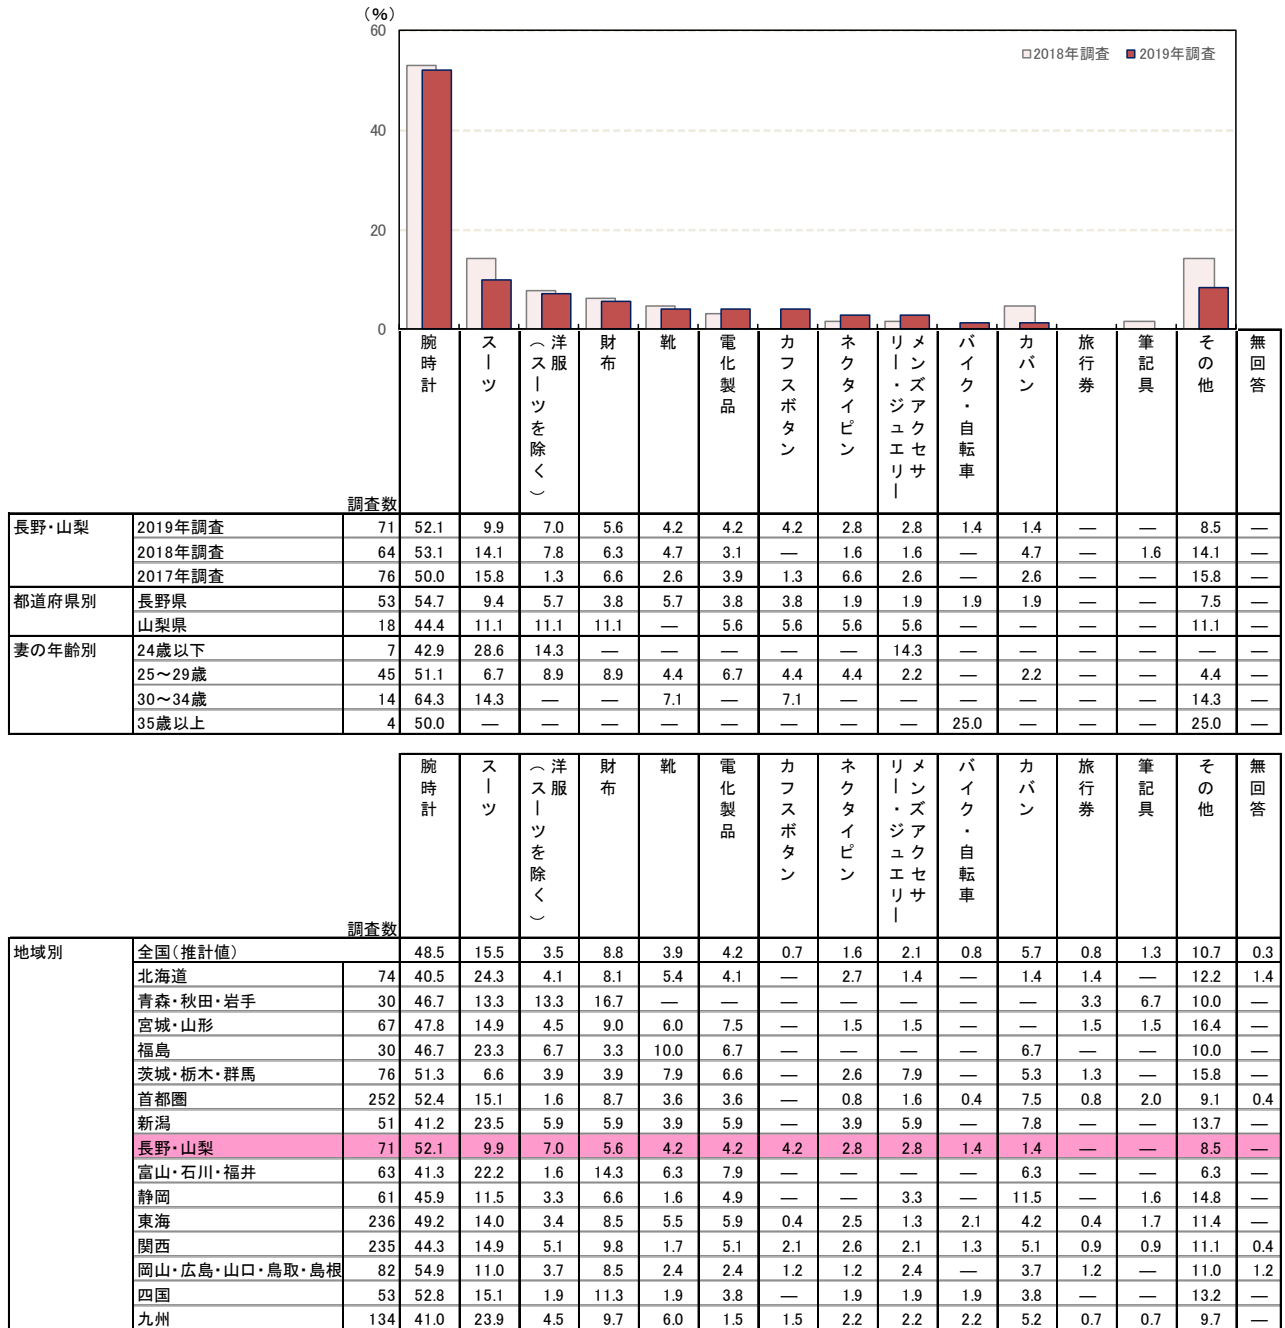 (%)
60
40
20
0
□2018年調査 ■2019年調査
腕時計 スーツ 洋服(スーツを除く) 財布 靴 電化製品 カフスボタン ネクタイピン メンズアクセサリー・ジュエリー バイク・自転車 カバン 旅行券 筆記具 その他 無回答
調査数
長野・山梨 2019年調査 71 52.1 9.9 7.0 5.6 4.2 4.2 4.2 2.8 2.8 1.4 1.4 ― ― 8.5 ―
2018年調査 64 53.1 14.1 7.8 6.3 4.7 3.1 ― 1.6 1.6 ― 4.7 ― 1.6 14.1 ―
2017年調査 76 50.0 15.8 1.3 6.6 2.6 3.9 1.3 6.6 2.6 ― 2.6 ― ― 15.8 ―
都道府県別 長野県 53 54.7 9.4 5.7 3.8 5.7 3.8 3.8 1.9 1.9 1.9 1.9 ― ― 7.5 ―
山梨県 18 44.4 11.1 11.1 11.1 ― 5.6 5.6 5.6 5.6 ― ― ― ― 11.1 ―
妻の年齢別 24歳以下 7 42.9 28.6 14.3 ― ― ― ― ― 14.3 ― ― ― ― ― ―
25～29歳 45 51.1 6.7 8.9 8.9 4.4 6.7 4.4 4.4 2.2 ― 2.2 ― ― 4.4 ―
30～34歳 14 64.3 14.3 ― ― 7.1 ― 7.1 ― ― ― ― ― ― 14.3 ―
35歳以上 4 50.0 ― ― ― ― ― ― ― ― 25.0 ― ― ― 25.0 ―
腕時計 スーツ 洋服(スーツを除く) 財布 靴 電化製品 カフスボタン ネクタイピン メンズアクセサリー・ジュエリー バイク・自転車 カバン 旅行券 筆記具 その他 無回答
調査数
地域別 全国(推計値) 48.5 15.5 3.5 8.8 3.9 4.2 0.7 1.6 2.1 0.8 5.7 0.8 1.3 10.7 0.3
北海道 74 40.5 24.3 4.1 8.1 5.4 4.1 ― 2.7 1.4 ― 1.4 1.4 ― 12.2 1.4
青森・秋田・岩手 30 46.7 13.3 13.3 16.7 ― ― ― ― ― ― ― 3.3 6.7 10.0 ―
宮城・山形 67 47.8 14.9 4.5 9.0 6.0 7.5 ― 1.5 1.5 ― ― 1.5 1.5 16.4 ―
福島 30 46.7 23.3 6.7 3.3 10.0 6.7 ― ― ― ― 6.7 ― ― 10.0 ―
茨城・栃木・群馬 76 51.3 6.6 3.9 3.9 7.9 6.6 ― 2.6 7.9 ― 5.3 1.3 ― 15.8 ―
首都圏 252 52.4 15.1 1.6 8.7 3.6 3.6 ― 0.8 1.6 0.4 7.5 0.8 2.0 9.1 0.4
新潟 51 41.2 23.5 5.9 5.9 3.9 5.9 ― 3.9 5.9 ― 7.8 ― ― 13.7 ―
長野・山梨 71 52.1 9.9 7.0 5.6 4.2 4.2 4.2 2.8 2.8 1.4 1.4 ― ― 8.5 ―
富山・石川・福井 63 41.3 22.2 1.6 14.3 6.3 7.9 ― ― ― ― 6.3 ― ― 6.3 ―
静岡 61 45.9 11.5 3.3 6.6 1.6 4.9 ― ― 3.3 ― 11.5 ― 1.6 14.8 ―
東海 236 49.2 14.0 3.4 8.5 5.5 5.9 0.4 2.5 1.3 2.1 4.2 0.4 1.7 11.4 ―
関西 235 44.3 14.9 5.1 9.8 1.7 5.1 2.1 2.6 2.1 1.3 5.1 0.9 0.9 11.1 0.4
岡山・広島・山口・鳥取・島根 82 54.9 11.0 3.7 8.5 2.4 2.4 1.2 1.2 2.4 ― 3.7 1.2 ― 11.0 1.2
四国 53 52.8 15.1 1.9 11.3 1.9 3.8 ― 1.9 1.9 1.9 3.8 ― ― 13.2 ―
九州 134 41.0 23.9 4.5 9.7 6.0 1.5 1.5 2.2 2.2 2.2 5.2 0.7 0.7 9.7 ―